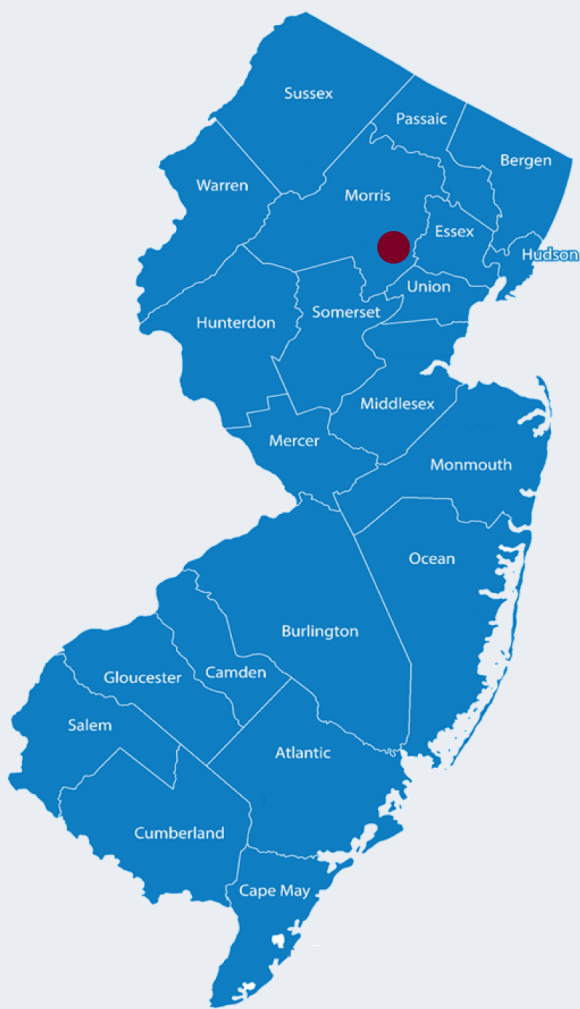 Sussex
Passaic
Bergen
Warren
Morris
Essex
Hudson
Union
Somerset
Hunterdon
Middlesex
Mercer
Monmouth
Ocean
Burlington
Camden
Gloucester
Salem
Atlantic
Cumberland
Cape May